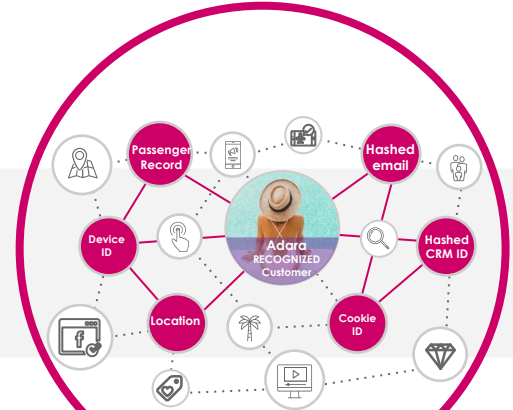 Passenger
Record
Hashed
email
Adara
RECOGNIZED
Customer
Device
ID
Hashed
CRM ID
Location
Cookie
ID
f